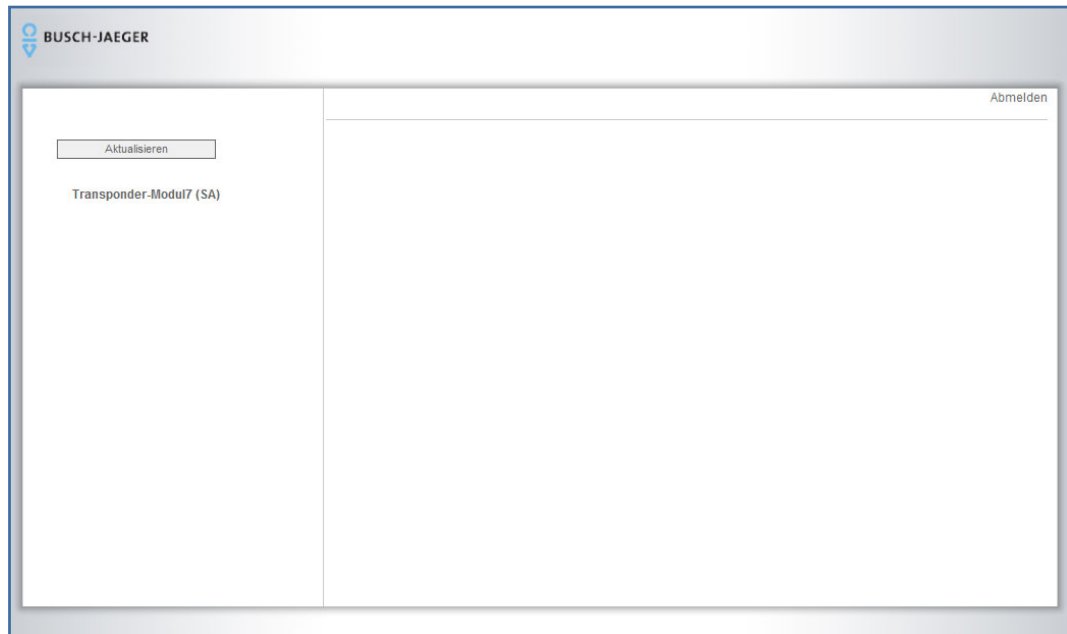 BUSCH-JAEGER
Abmelden
Aktualisieren
Transponder-Modul7 (SA)